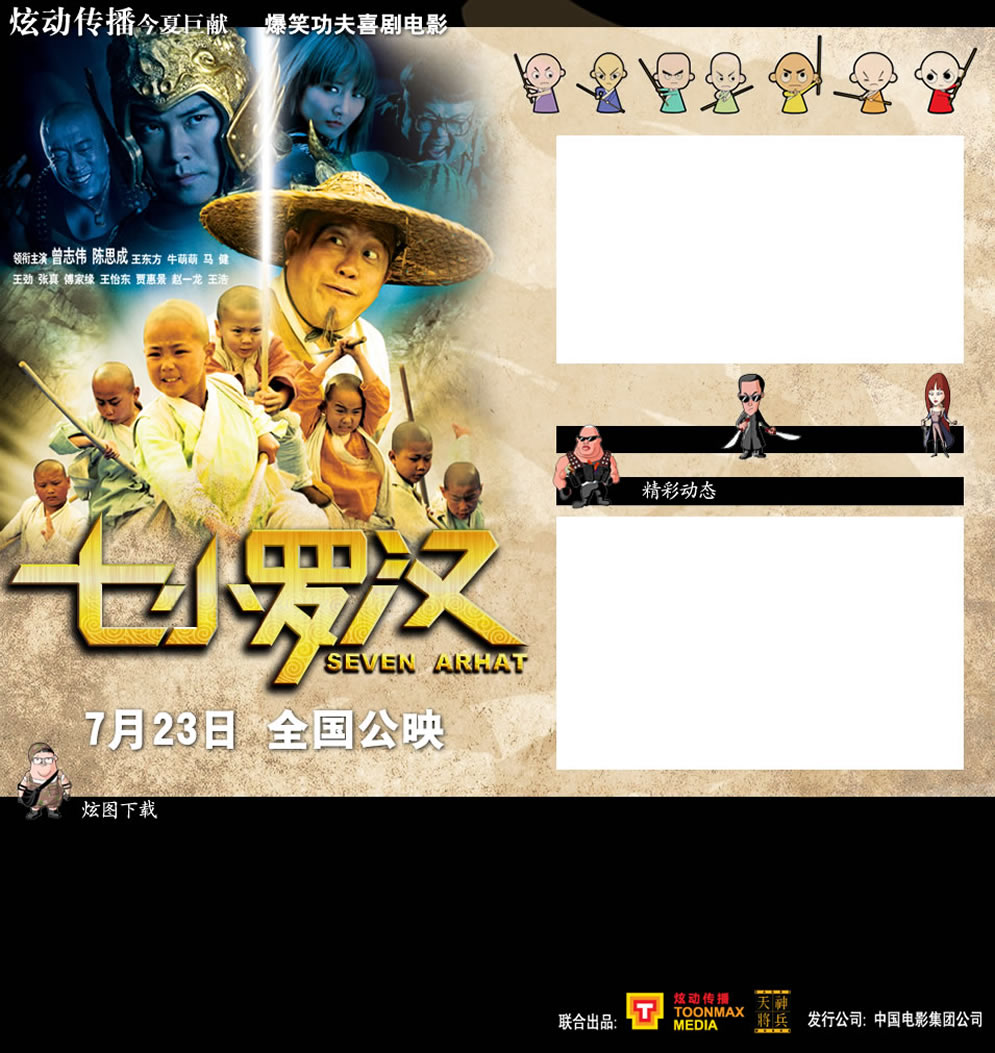 炫动传播今夏巨献 爆笑功夫喜剧电影
领衔主演 曾志伟 陈思成 王东方 牛萌萌 马 健
王劲 张真 傅家缘 王怡东 贾惠景 赵一龙 王浩
七小罗汉
SEVEN ARHAT
7月23日 全国公映
精彩动态
炫图下载
联合出品:
T
炫动传播
TOONMAX
MEDIA
天神
将兵
发行公司: 中国电影集团公司